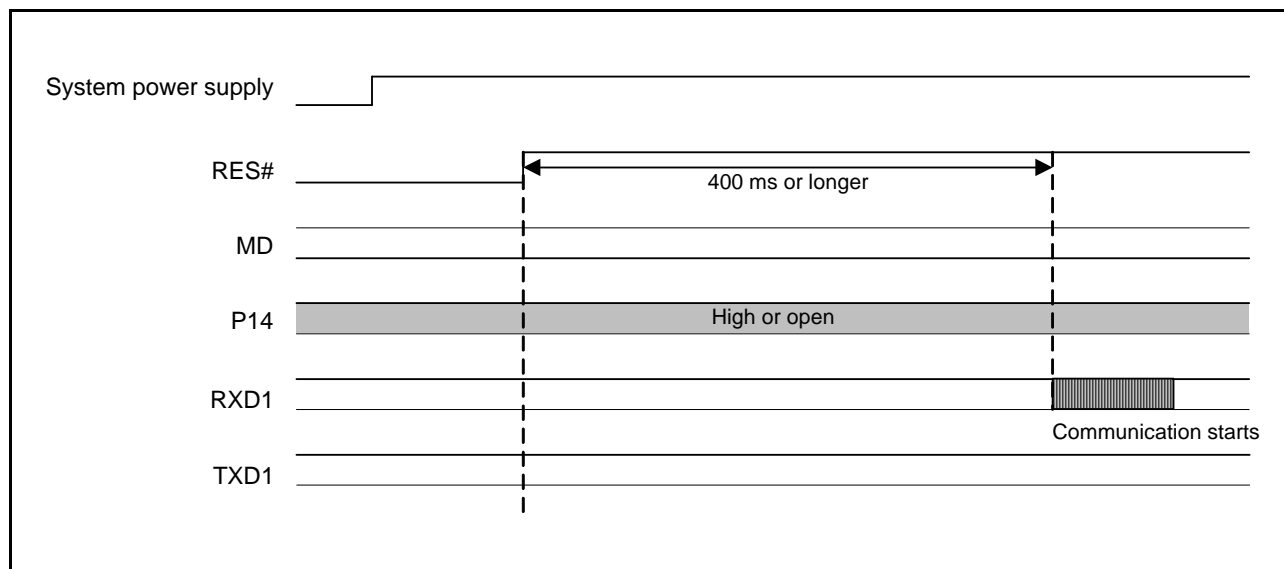 System power supply
RES#
400 ms or longer
MD
P14
High or open
RXD1
Communication starts
TXD1